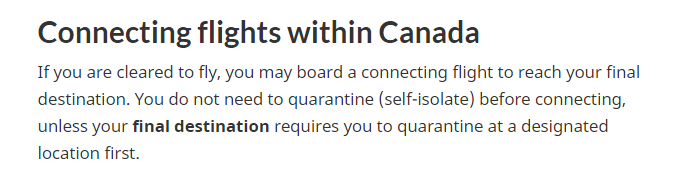 Connecting flights within Canada
If you are cleared to fly, you may board a connecting flight to reach your final
destination. You do not need to quarantine (self-isolate) before connecting,
unless your final destination requires you to quarantine at a designated
location first.